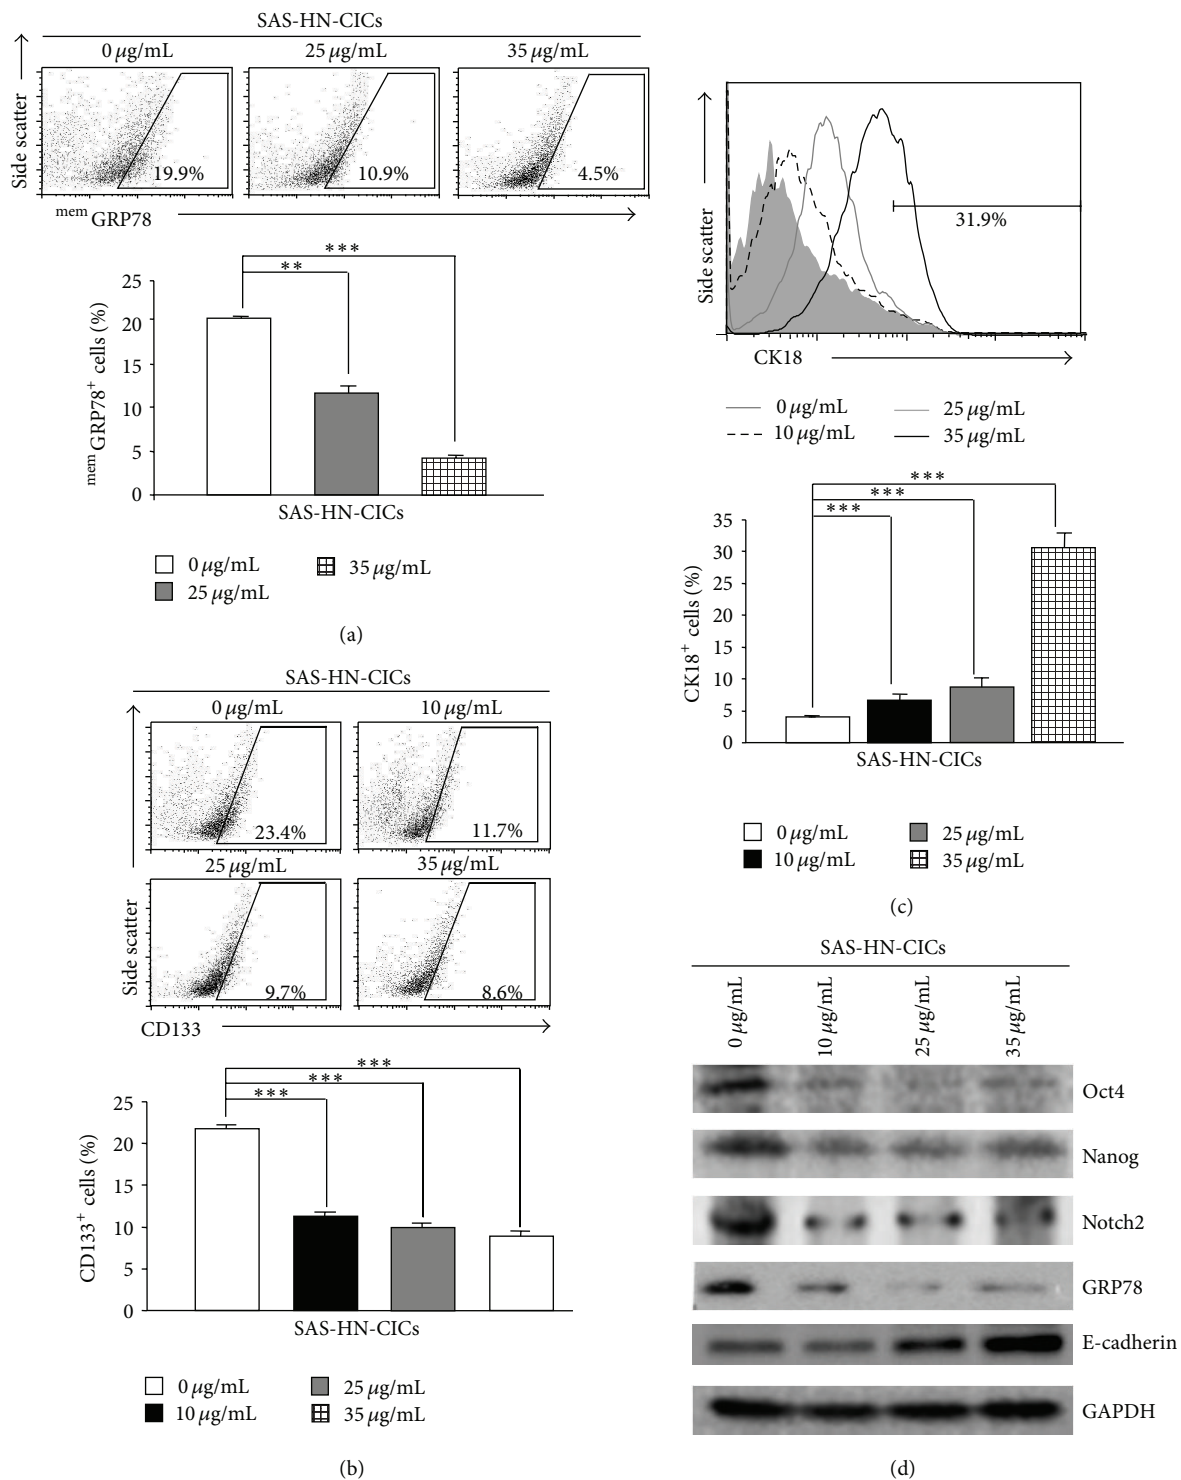 SAS-HN-CICs
0 μg/mL 25 μg/mL 35 μg/mL
Side scatter
19.9% 10.9% 4.5%
mem GRP78
*** 
**
25
20
15
10
5
0
mem GRP78+ cells (%)
SAS-HN-CICs
0 μg/mL 35 μg/mL
25 μg/mL
(a)
SAS-HN-CICs
0 μg/mL 10 μg/mL
23.4% 11.7%
25 μg/mL 35 μg/mL
9.7% 8.6%
Side scatter
CD133
***
***
***
25
20
15
10
5
0
CD133+ cells (%)
SAS-HN-CICs
0 μg/mL 25 μg/mL
10 μg/mL 35 μg/mL
(b)
Side scatter
31.9%
CK18
0 μg/mL 25 μg/mL
10 μg/mL 35 μg/mL
***
***
***
35
30
25
20
15
10
5
0
CK18+ cells (%)
SAS-HN-CICs
0 μg/mL 25 μg/mL
10 μg/mL 35 μg/mL
(c)
SAS-HN-CICs
0 μg/mL 10 μg/mL 25 μg/mL 35 μg/mL
Oct4
Nanog
Notch2
GRP78
E-cadherin
GAPDH
(d)